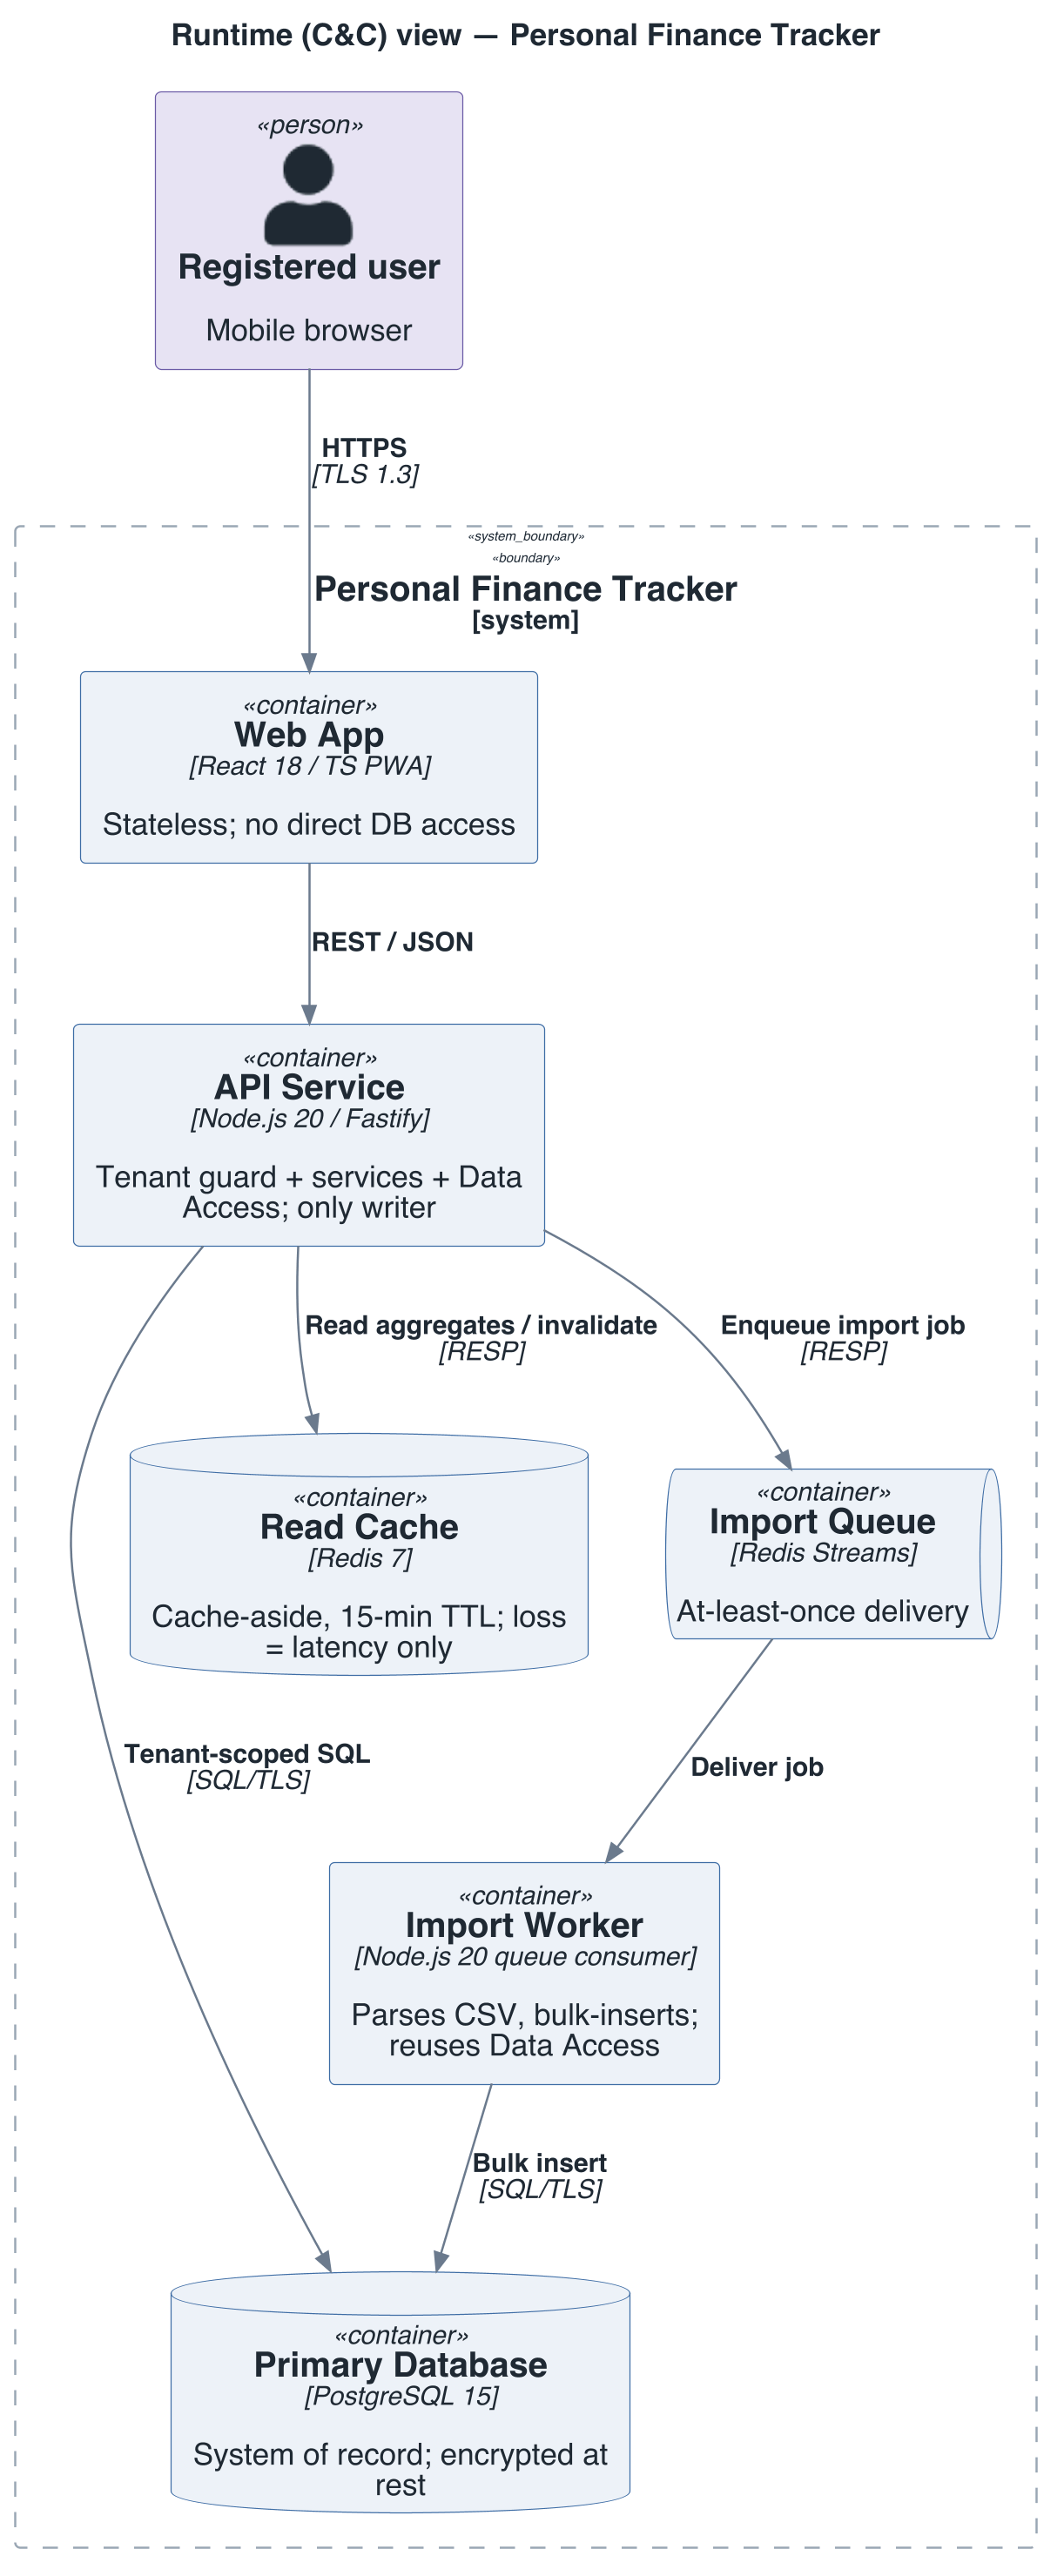 Runtime (C&C) view — Personal Finance Tracker
«person»
Registered user
Mobile browser
HTTPS
[TLS 1.3]
«system_boundary»
«boundary»
Personal Finance Tracker
[system]
«container»
Web App
[React 18 / TS PWA]
Stateless; no direct DB access
REST / JSON
«container»
API Service
[Node.js 20 / Fastify]
Tenant guard + services + Data
Access; only writer
Read aggregates / invalidate
[RESP]
Enqueue import job
[RESP]
«container»
Read Cache
[Redis 7]
Cache-aside, 15-min TTL; loss
= latency only
«container»
Import Queue
[Redis Streams]
At-least-once delivery
Tenant-scoped SQL
[SQL/TLS]
Deliver job
«container»
Import Worker
[Node.js 20 queue consumer]
Parses CSV, bulk-inserts;
reuses Data Access
Bulk insert
[SQL/TLS]
«container»
Primary Database
[PostgreSQL 15]
System of record; encrypted at
rest